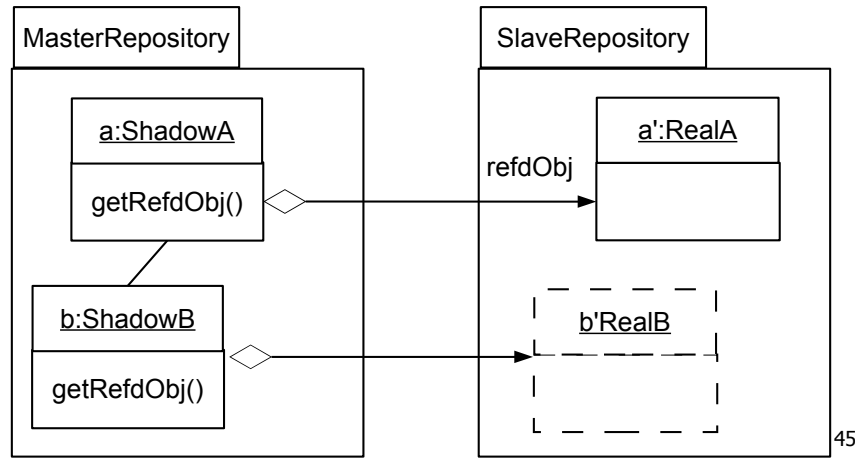 MasterRepository
SlaveRepository
a:ShadowA
getRefdObj()
refdObj
a':RealA
b:ShadowB
getRefdObj()
b'RealB
45